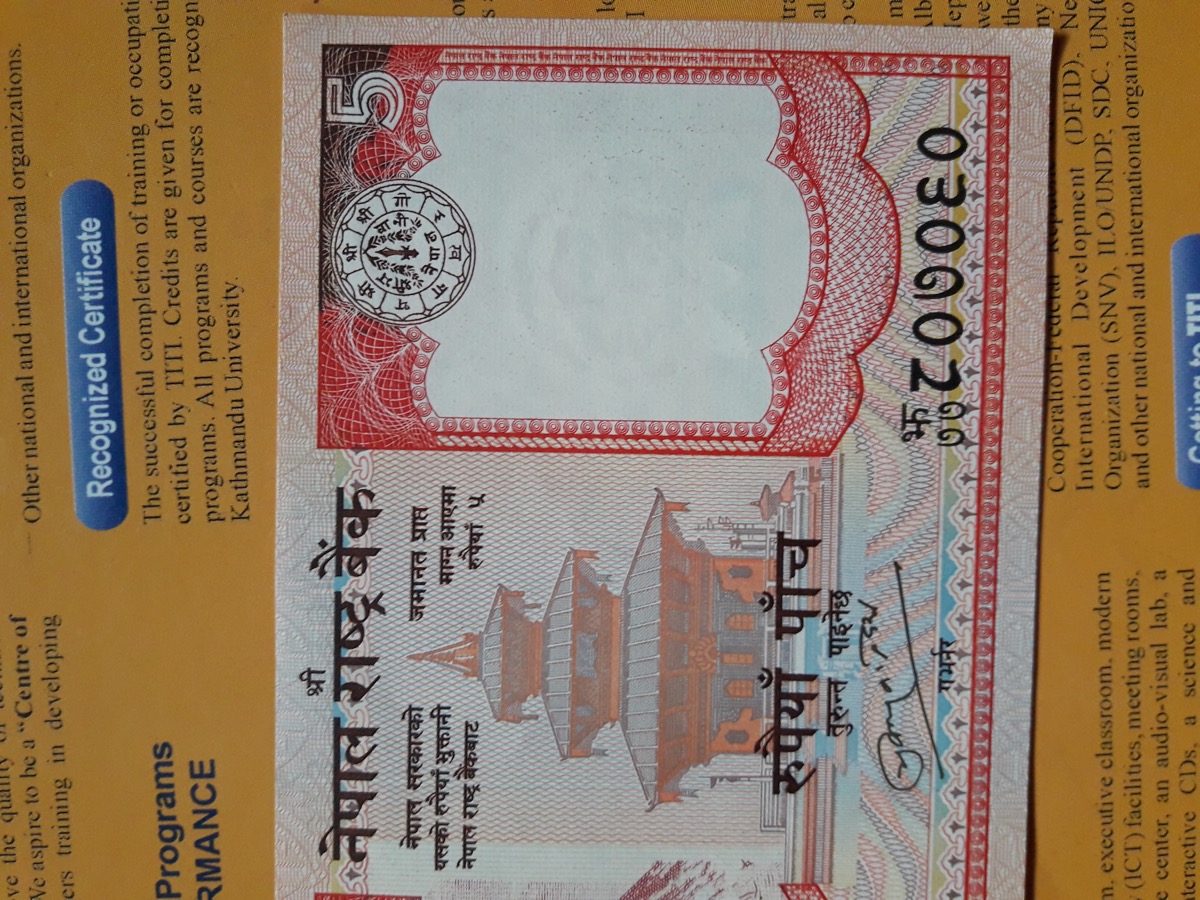 ve the quality of
We aspire to be a "Centre of
ers training in developing
Programs
RMANCE
Other national and international organizations.
Recognized Certificate
The successful completion of training or occupati
certified by TITI. Credits are given for completi
programs. All programs and courses are recogn
Kathmandu University.
श्री
नेपाल राष्ट्र बैंक
नेपाल सरकारको जमानत प्राप्त
यसको रुपैयाँ भुक्तानी माग्न आएमा
नेपाल राष्ट्र बैंकबाट रुपैयाँ ५
5
नेपाल
रुपैयाँ पाँच
तुरुन्त पाइनेछ
गभर्नर
झ
७७ ८०७०६०
m, executive classroom, modern
(ICT) facilities, meeting rooms,
e center, an audio-visual lab, a
nteractive CDs, a science and
Cooperation-Federal
International Development (DFID), Ne
Organization (SNV), ILO/UNDP, SDC, UNIC
and other national and international organizatio
Getting to TITI